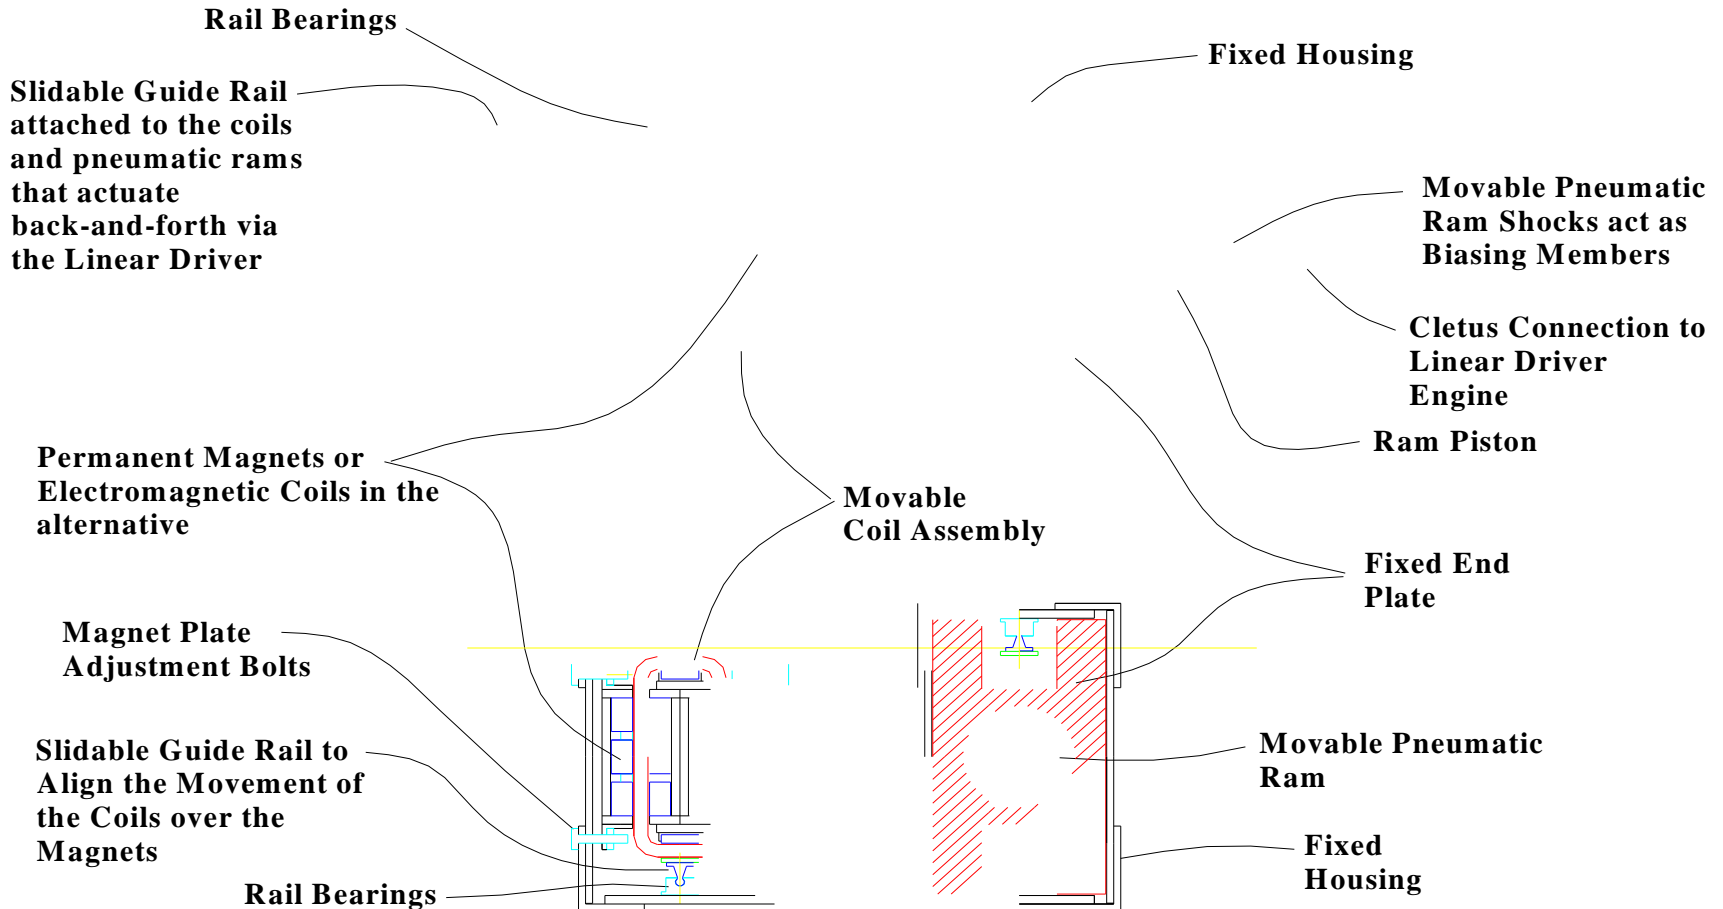 Rail Bearings
Fixed Housing
Slidable Guide Rail
attached to the coils
and pneumatic rams
that actuate
back-and-forth via
the Linear Driver
Movable Pneumatic
Ram Shocks act as
Biasing Members
Cletus Connection to
Linear Driver
Engine
Ram Piston
Permanent Magnets or
Electromagnetic Coils in the
alternative
Movable
Coil Assembly
Fixed End
Plate
Magnet Plate
Adjustment Bolts
Slidable Guide Rail to
Align the Movement of
the Coils over the
Magnets
Movable Pneumatic
Ram
Fixed
Housing
Rail Bearings